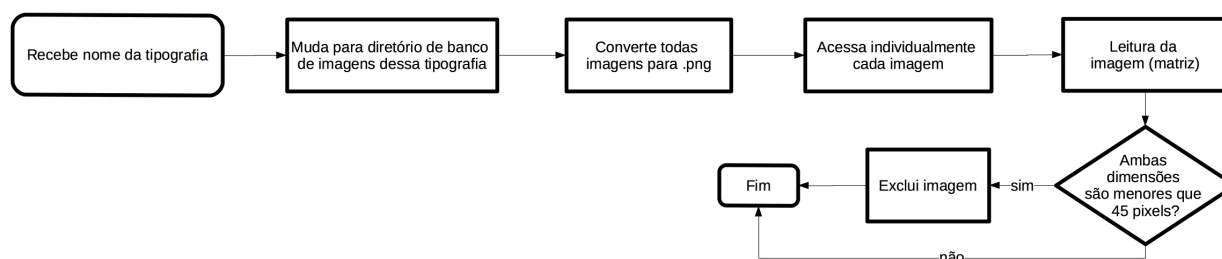 Recebe nome da tipografia
Muda para diretório de banco
de imagens dessa tipografia
Converte todas
imagens para .png
Acessa individualmente
cada imagem
Leitura da
imagem (matriz)
Ambas
dimensões
são menores que
45 pixels?
sim
Exclui imagem
Fim
não